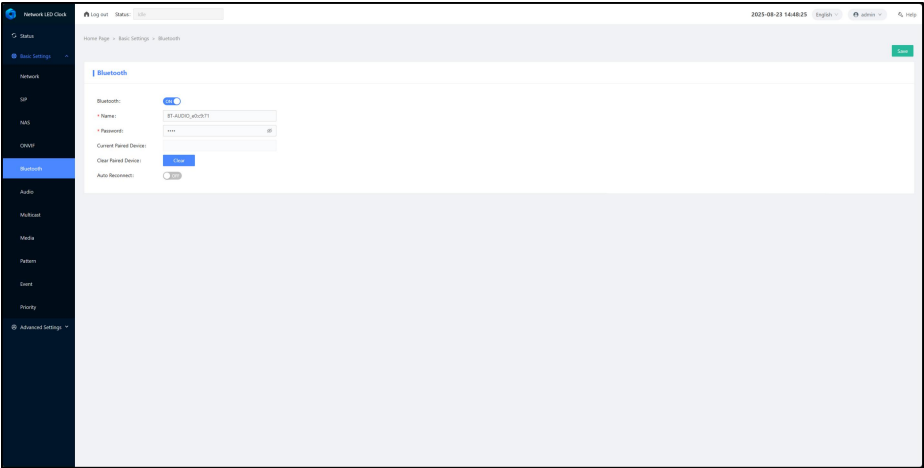 Network LED Clock
Log out Status: Idle 2025-08-23 14:48:25 English admin Help
Status
Home Page > Basic Settings > Bluetooth
Basic Settings
Save
Network
Bluetooth
SIP
Bluetooth: ON
* Name: BT-AUDIO_e0c9:71
NAS
* Password: ••••
ONVIF
Current Paired Device:
Clear Paired Device: Clear
Bluetooth
Auto Reconnect: OFF
Audio
Multicast
Media
Pattern
Event
Priority
Advanced Settings